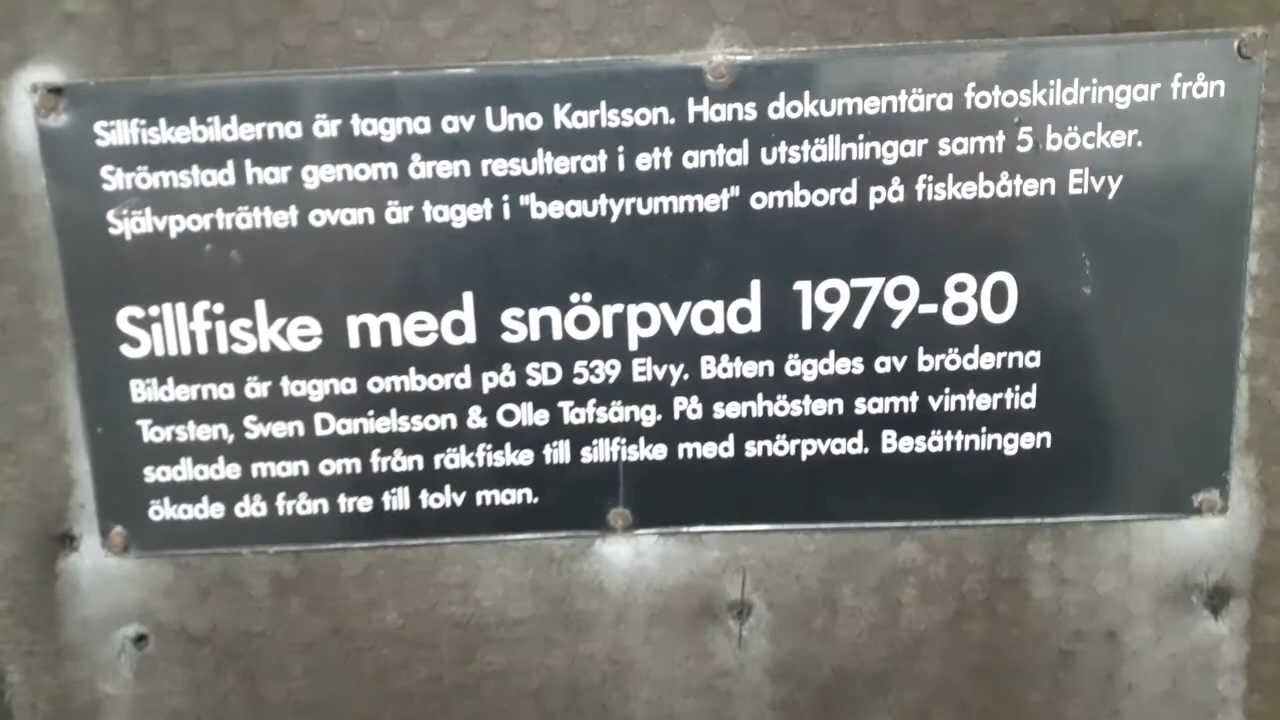 Sillfiskebilderna är tagna av Uno Karlsson. Hans dokumentära fotoskildringar från
Strömstad har genom åren resulterat i ett antal utställningar samt 5 böcker.
Självporträttet ovan är taget i "beautyrummet" ombord på fiskebåten Elvy
Sillfiske med snörpvad 1979-80
Bilderna är tagna ombord på SD 539 Elvy. Båten ägdes av bröderna
Torsten, Sven Danielsson & Olle Tafsäng. På senhösten samt vintertid
sadlade man om från räkfiske till sillfiske med snörpvad. Besättningen
ökade då från tre till tolv man.